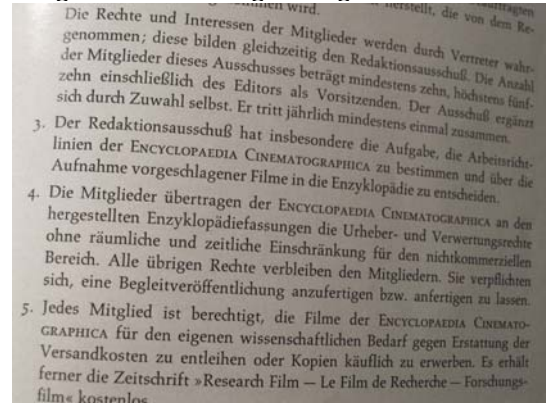 wird.
herstellt, die von dem Re-
Die Rechte und Interessen der Mitglieder werden durch Vertreter wahr-
genommen; diese bilden gleichzeitig den Redaktionsausschuß. Die Anzahl
der Mitglieder dieses Ausschusses beträgt mindestens zehn, höchstens fünf-
zehn einschließlich des Editors als Vorsitzenden. Der Ausschuß ergänzt
sich durch Zuwahl selbst. Er tritt jährlich mindestens einmal zusammen.
3. Der Redaktionsausschuß hat insbesondere die Aufgabe, die Arbeitsricht-
linien der ENCYCLOPAEDIA CINEMATOGRAPHICA zu bestimmen und über die
Aufnahme vorgeschlagener Filme in die Enzyklopädie zu entscheiden.
4. Die Mitglieder übertragen der ENCYCLOPAEDIA CINEMATOGRAPHICA an den
hergestellten Enzyklopädiefassungen die Urheber- und Verwertungsrechte
ohne räumliche und zeitliche Einschränkung für den nichtkommerziellen
Bereich. Alle übrigen Rechte verbleiben den Mitgliedern. Sie verpflichten
sich, eine Begleitveröffentlichung anzufertigen bzw. anfertigen zu lassen.
5. Jedes Mitglied ist berechtigt, die Filme der ENCYCLOPAEDIA CINEMATO-
GRAPHICA für den eigenen wissenschaftlichen Bedarf gegen Erstattung der
Versandkosten zu entleihen oder Kopien käuflich zu erwerben. Es erhält
ferner die Zeitschrift »Research Film — Le Film de Recherche — Forschungs-
film« kostenlos